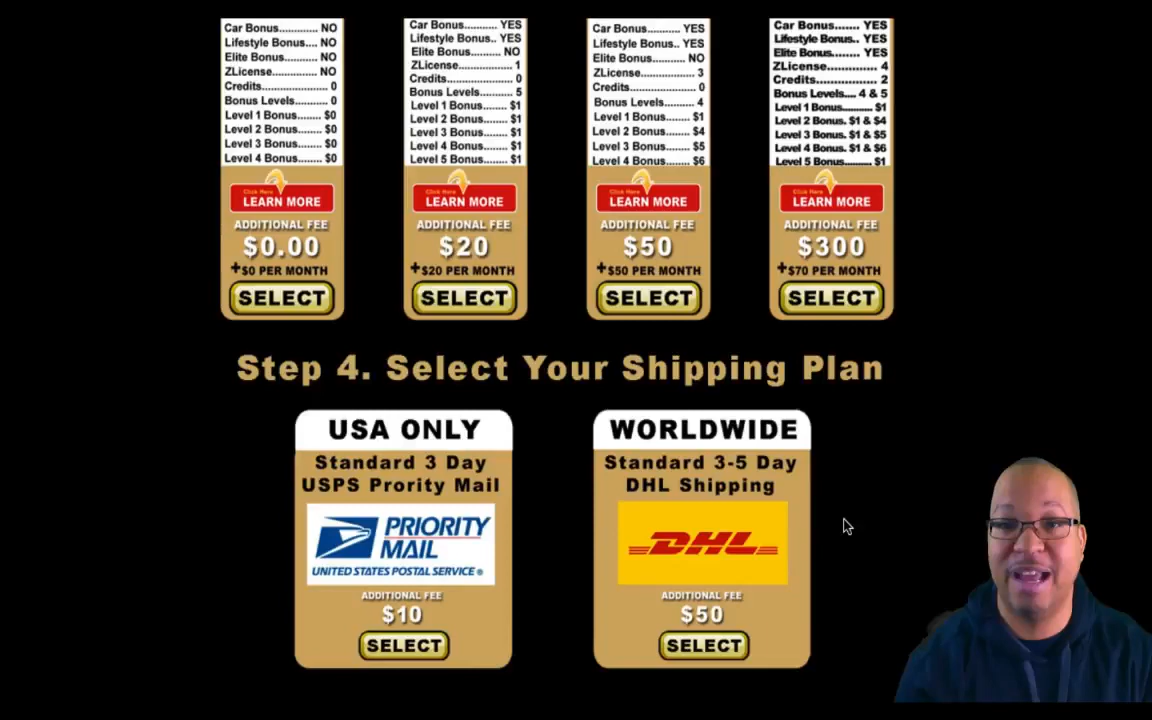 Car Bonus............ NO
Lifestyle Bonus.... NO
Elite Bonus........... NO
ZLicense............... NO
Credits..................... 0
Bonus Levels........ 0
Level 1 Bonus..... $0
Level 2 Bonus..... $0
Level 3 Bonus..... $0
Level 4 Bonus..... $0
Click Here
LEARN MORE
ADDITIONAL FEE
$0.00
+$0 PER MONTH
SELECT
Car Bonus........... YES
Lifestyle Bonus.. YES
Elite Bonus.......... NO
ZLicense................ 1
Credits.................... 0
Bonus Levels........ 5
Level 1 Bonus....... $1
Level 2 Bonus....... $1
Level 3 Bonus....... $1
Level 4 Bonus....... $1
Level 5 Bonus....... $1
Click Here
LEARN MORE
ADDITIONAL FEE
$20
+$20 PER MONTH
SELECT
Car Bonus........... YES
Lifestyle Bonus.. YES
Elite Bonus.......... NO
ZLicense................ 3
Credits.................... 0
Bonus Levels......... 4
Level 1 Bonus....... $1
Level 2 Bonus....... $4
Level 3 Bonus....... $5
Level 4 Bonus....... $6
Click Here
LEARN MORE
ADDITIONAL FEE
$50
+$50 PER MONTH
SELECT
Car Bonus....... YES
Lifestyle Bonus.. YES
Elite Bonus........ YES
ZLicense.............. 4
Credits................. 2
Bonus Levels.... 4 & 5
Level 1 Bonus........... $1
Level 2 Bonus. $1 & $4
Level 3 Bonus. $1 & $5
Level 4 Bonus. $1 & $6
Level 5 Bonus........ $1
Click Here
LEARN MORE
ADDITIONAL FEE
$300
+$70 PER MONTH
SELECT
Step 4. Select Your Shipping Plan
USA ONLY
Standard 3 Day
USPS Prority Mail
PRIORITY
MAIL
UNITED STATES POSTAL SERVICE®
ADDITIONAL FEE
$10
SELECT
WORLDWIDE
Standard 3-5 Day
DHL Shipping
DHL
ADDITIONAL FEE
$50
SELECT